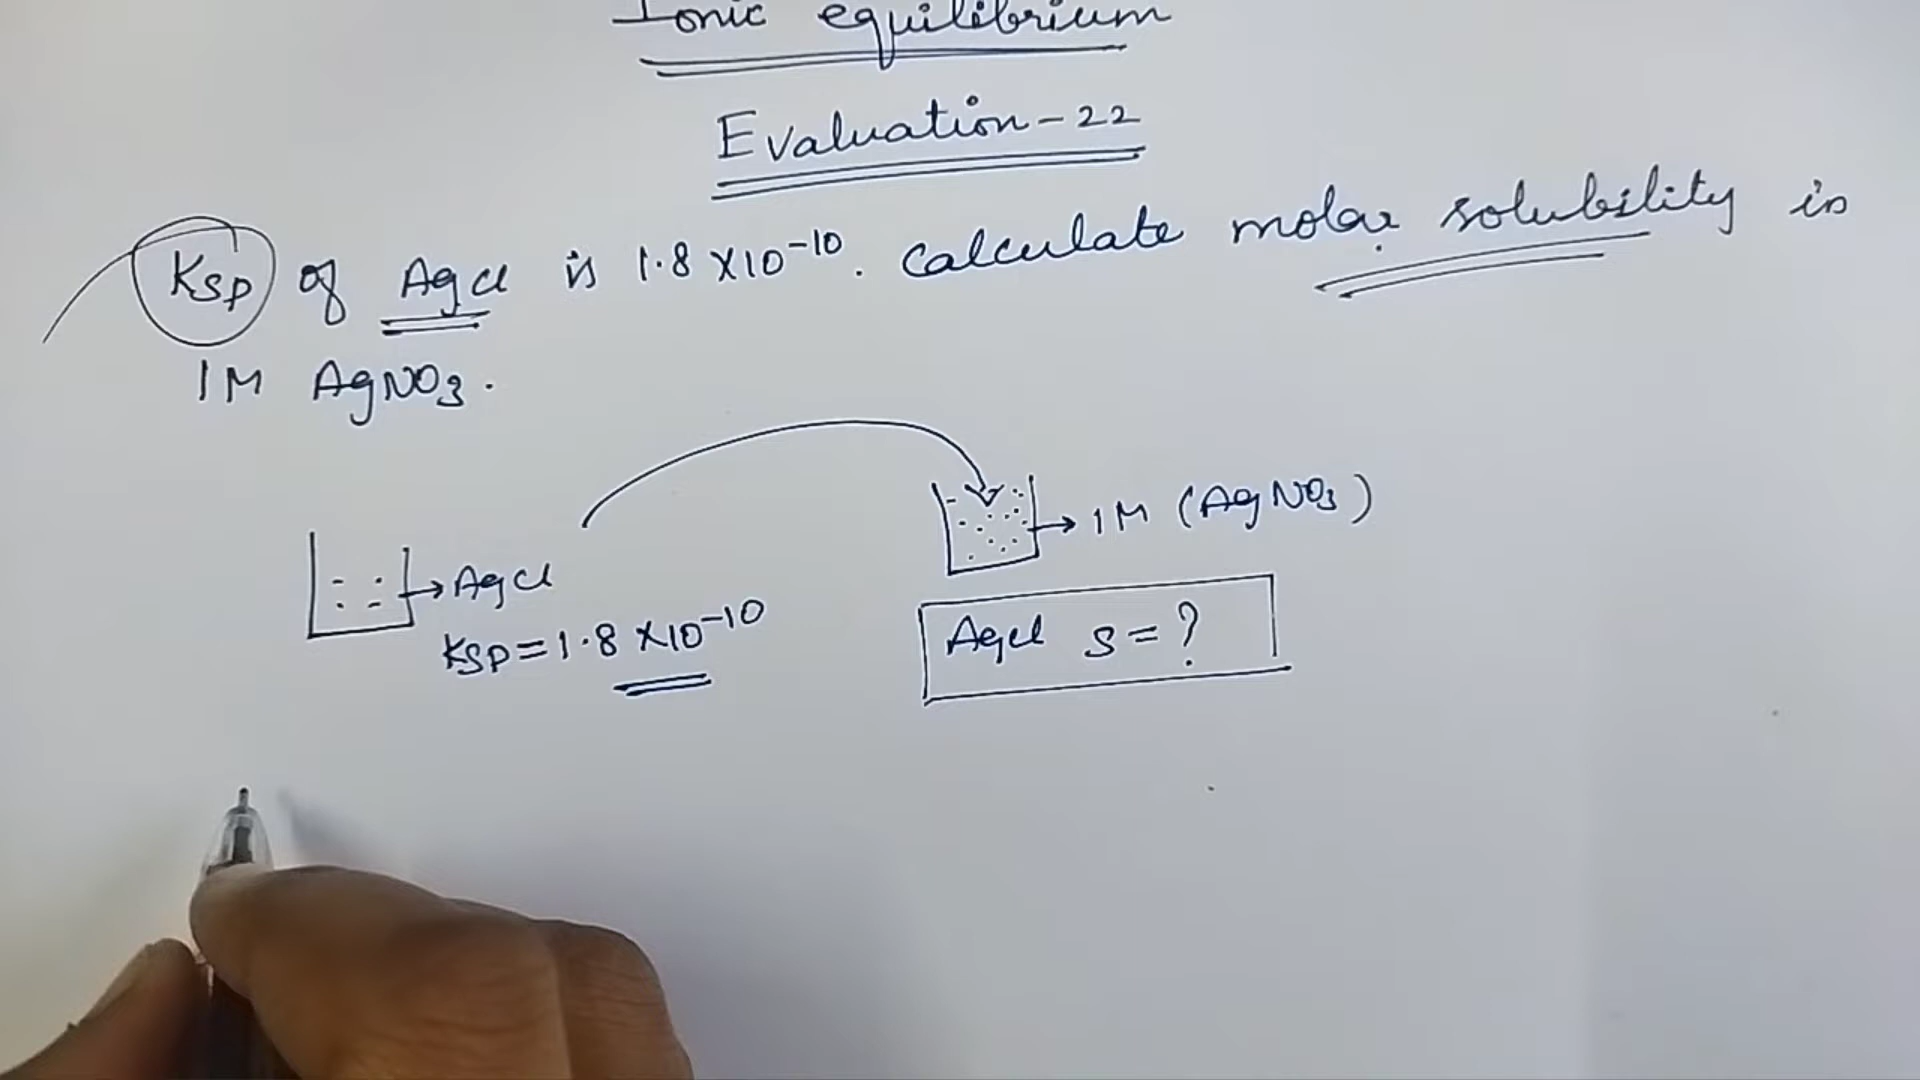 Ionic equilibrium
Evaluation-22
Ksp of AgCl is 1.8 x10⁻¹⁰. Calculate molar solubility in
1M AgNO₃.
→ 1M (AgNO₃)
→ AgCl
Ksp = 1.8 x10⁻¹⁰
AgCl S = ?